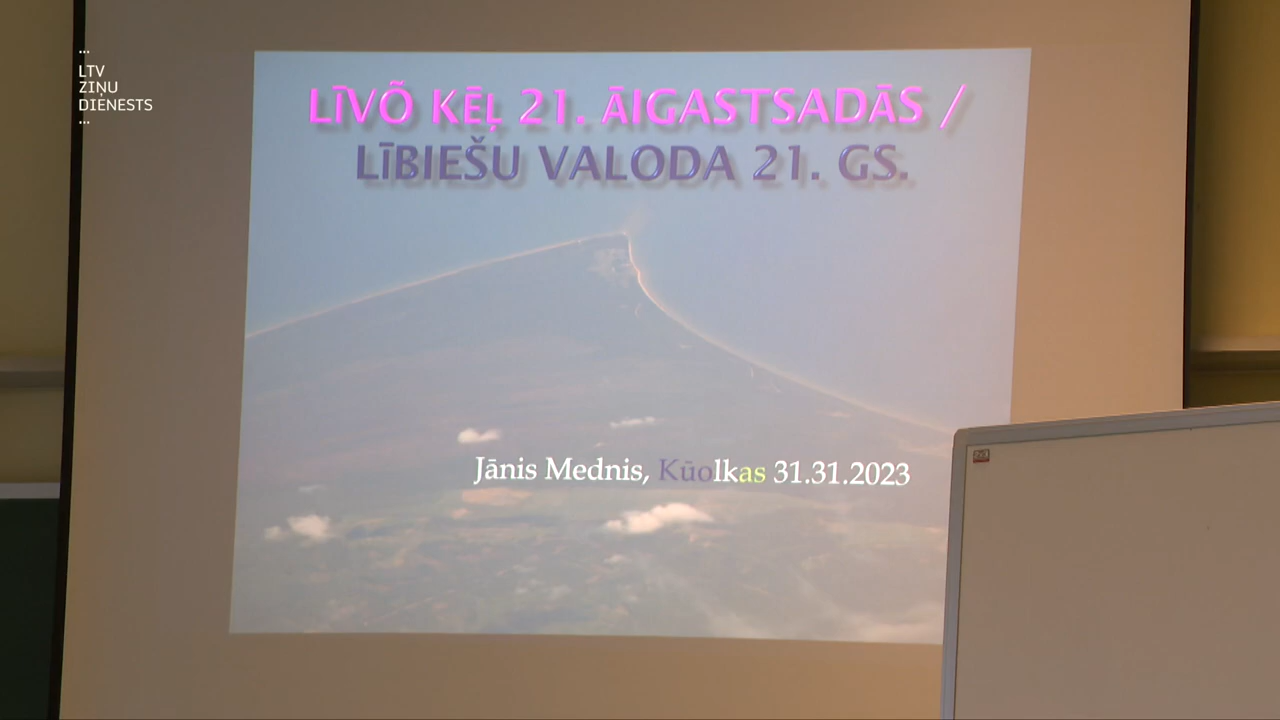 ...
LTV
ZIŅU
DIENESTS
...
LĪVÕ KĒĻ 21. ĀIGASTSADĀS /
LĪBIEŠU VALODA 21. GS.
Jānis Mednis, Kūolkas 31.31.2023